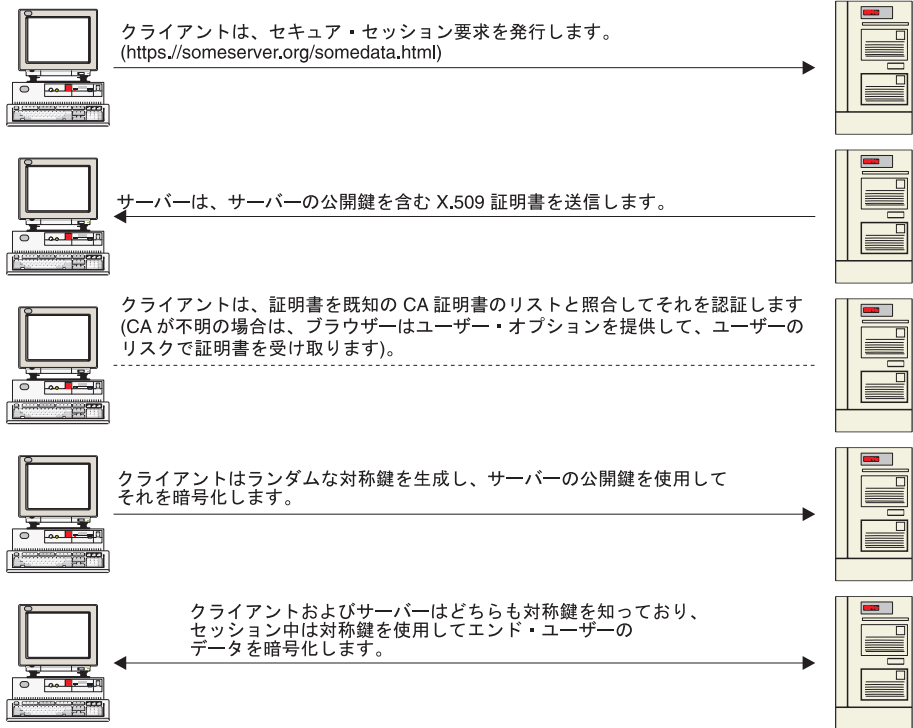 クライアントは、セキュア・セッション要求を発行します。
(https://someserver.org/somedata.html)
サーバーは、サーバーの公開鍵を含む X.509 証明書を送信します。
クライアントは、証明書を既知の CA 証明書のリストと照合してそれを認証します
(CA が不明の場合は、ブラウザーはユーザー・オプションを提供して、ユーザーの
リスクで証明書を受け取ります)。
クライアントはランダムな対称鍵を生成し、サーバーの公開鍵を使用して
それを暗号化します。
クライアントおよびサーバーはどちらも対称鍵を知っており、
セッション中は対称鍵を使用してエンド・ユーザーの
データを暗号化します。